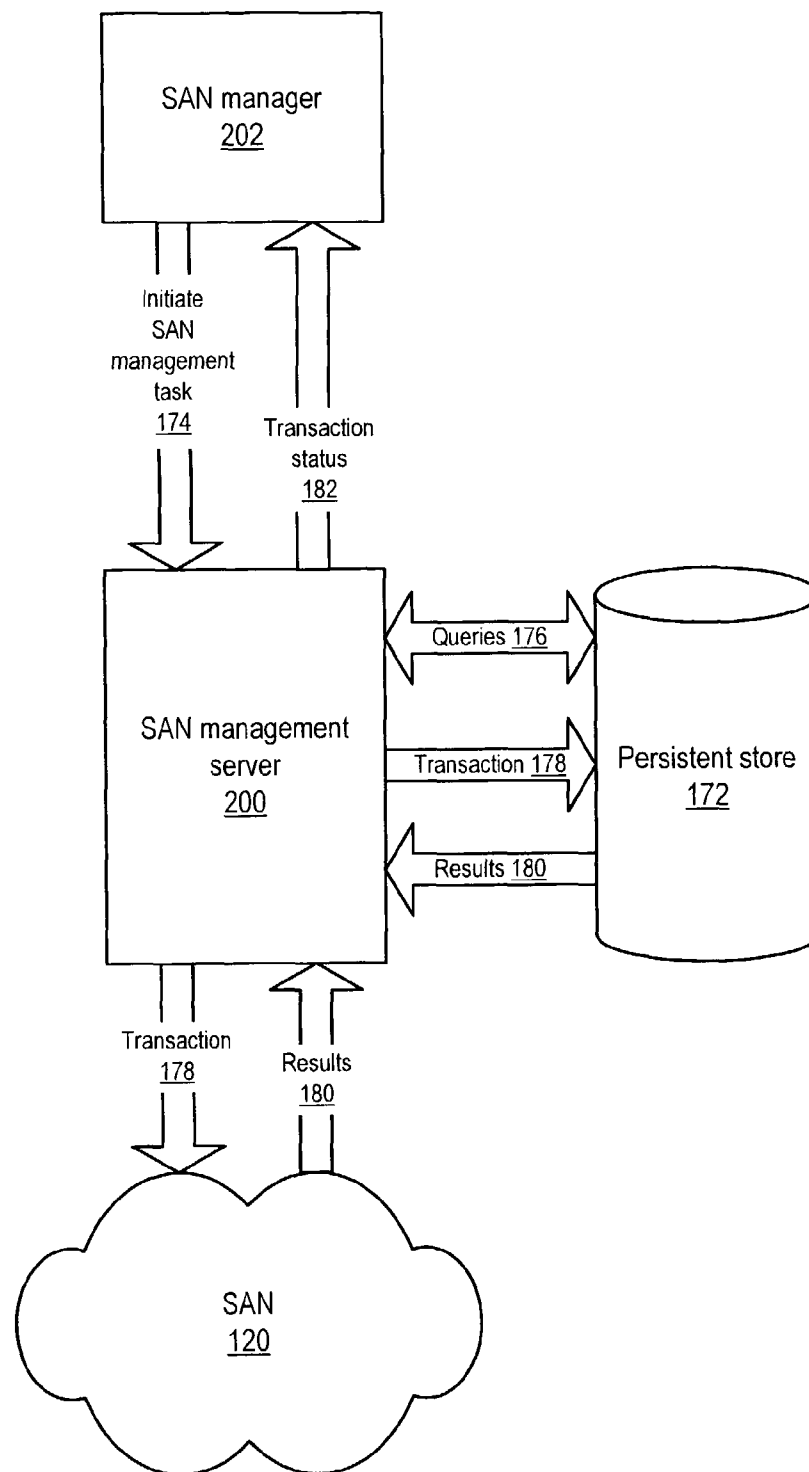 SAN manager
202
Initiate
SAN
management
task
174
Transaction
status
182
Queries 176
SAN management
server
200
Transaction 178
Persistent store
172
Results 180
Transaction
178
Results
180
SAN
120